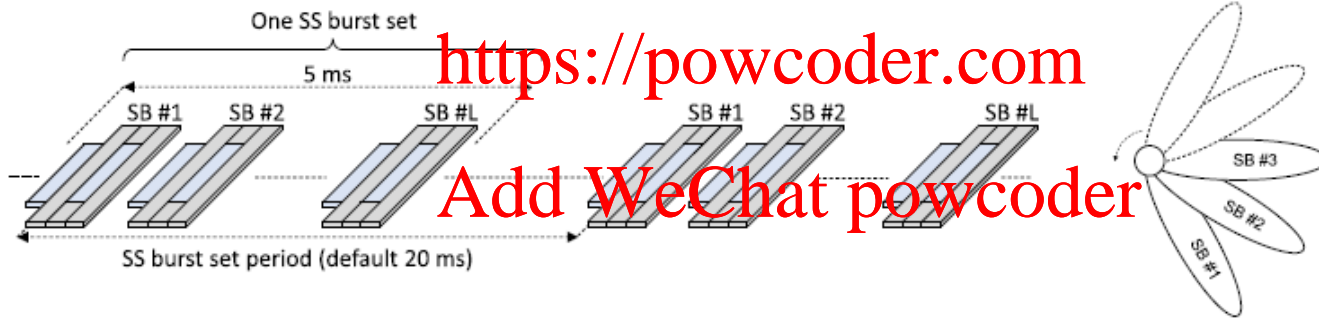 One SS burst set
https://powcoder.com
5 ms
SB #1 SB #2 SB #L SB #1 SB #2 SB #L
SB #3
Add WeChat powcoder
SB #2
SB #1
SS burst set period (default 20 ms)